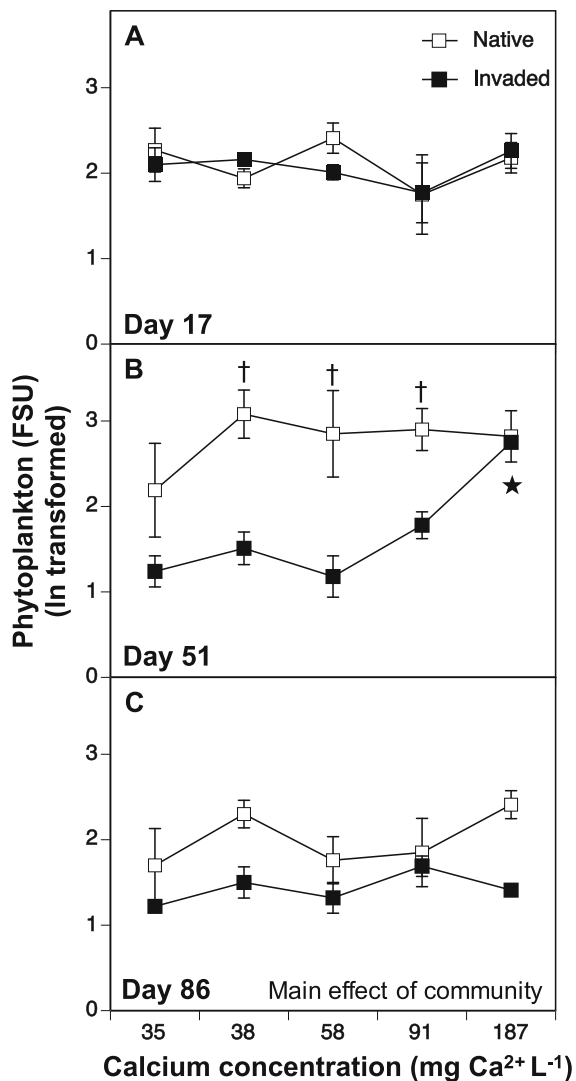 A
Native
Invaded
3
2
1
0
Day 17
B
† † †
3
2
1
0
★
Day 51
C
3
2
1
0
Day 86 Main effect of community
35 38 58 91 187
Calcium concentration (mg Ca²⁺ L⁻¹)
Phytoplankton (FSU)
(ln transformed)